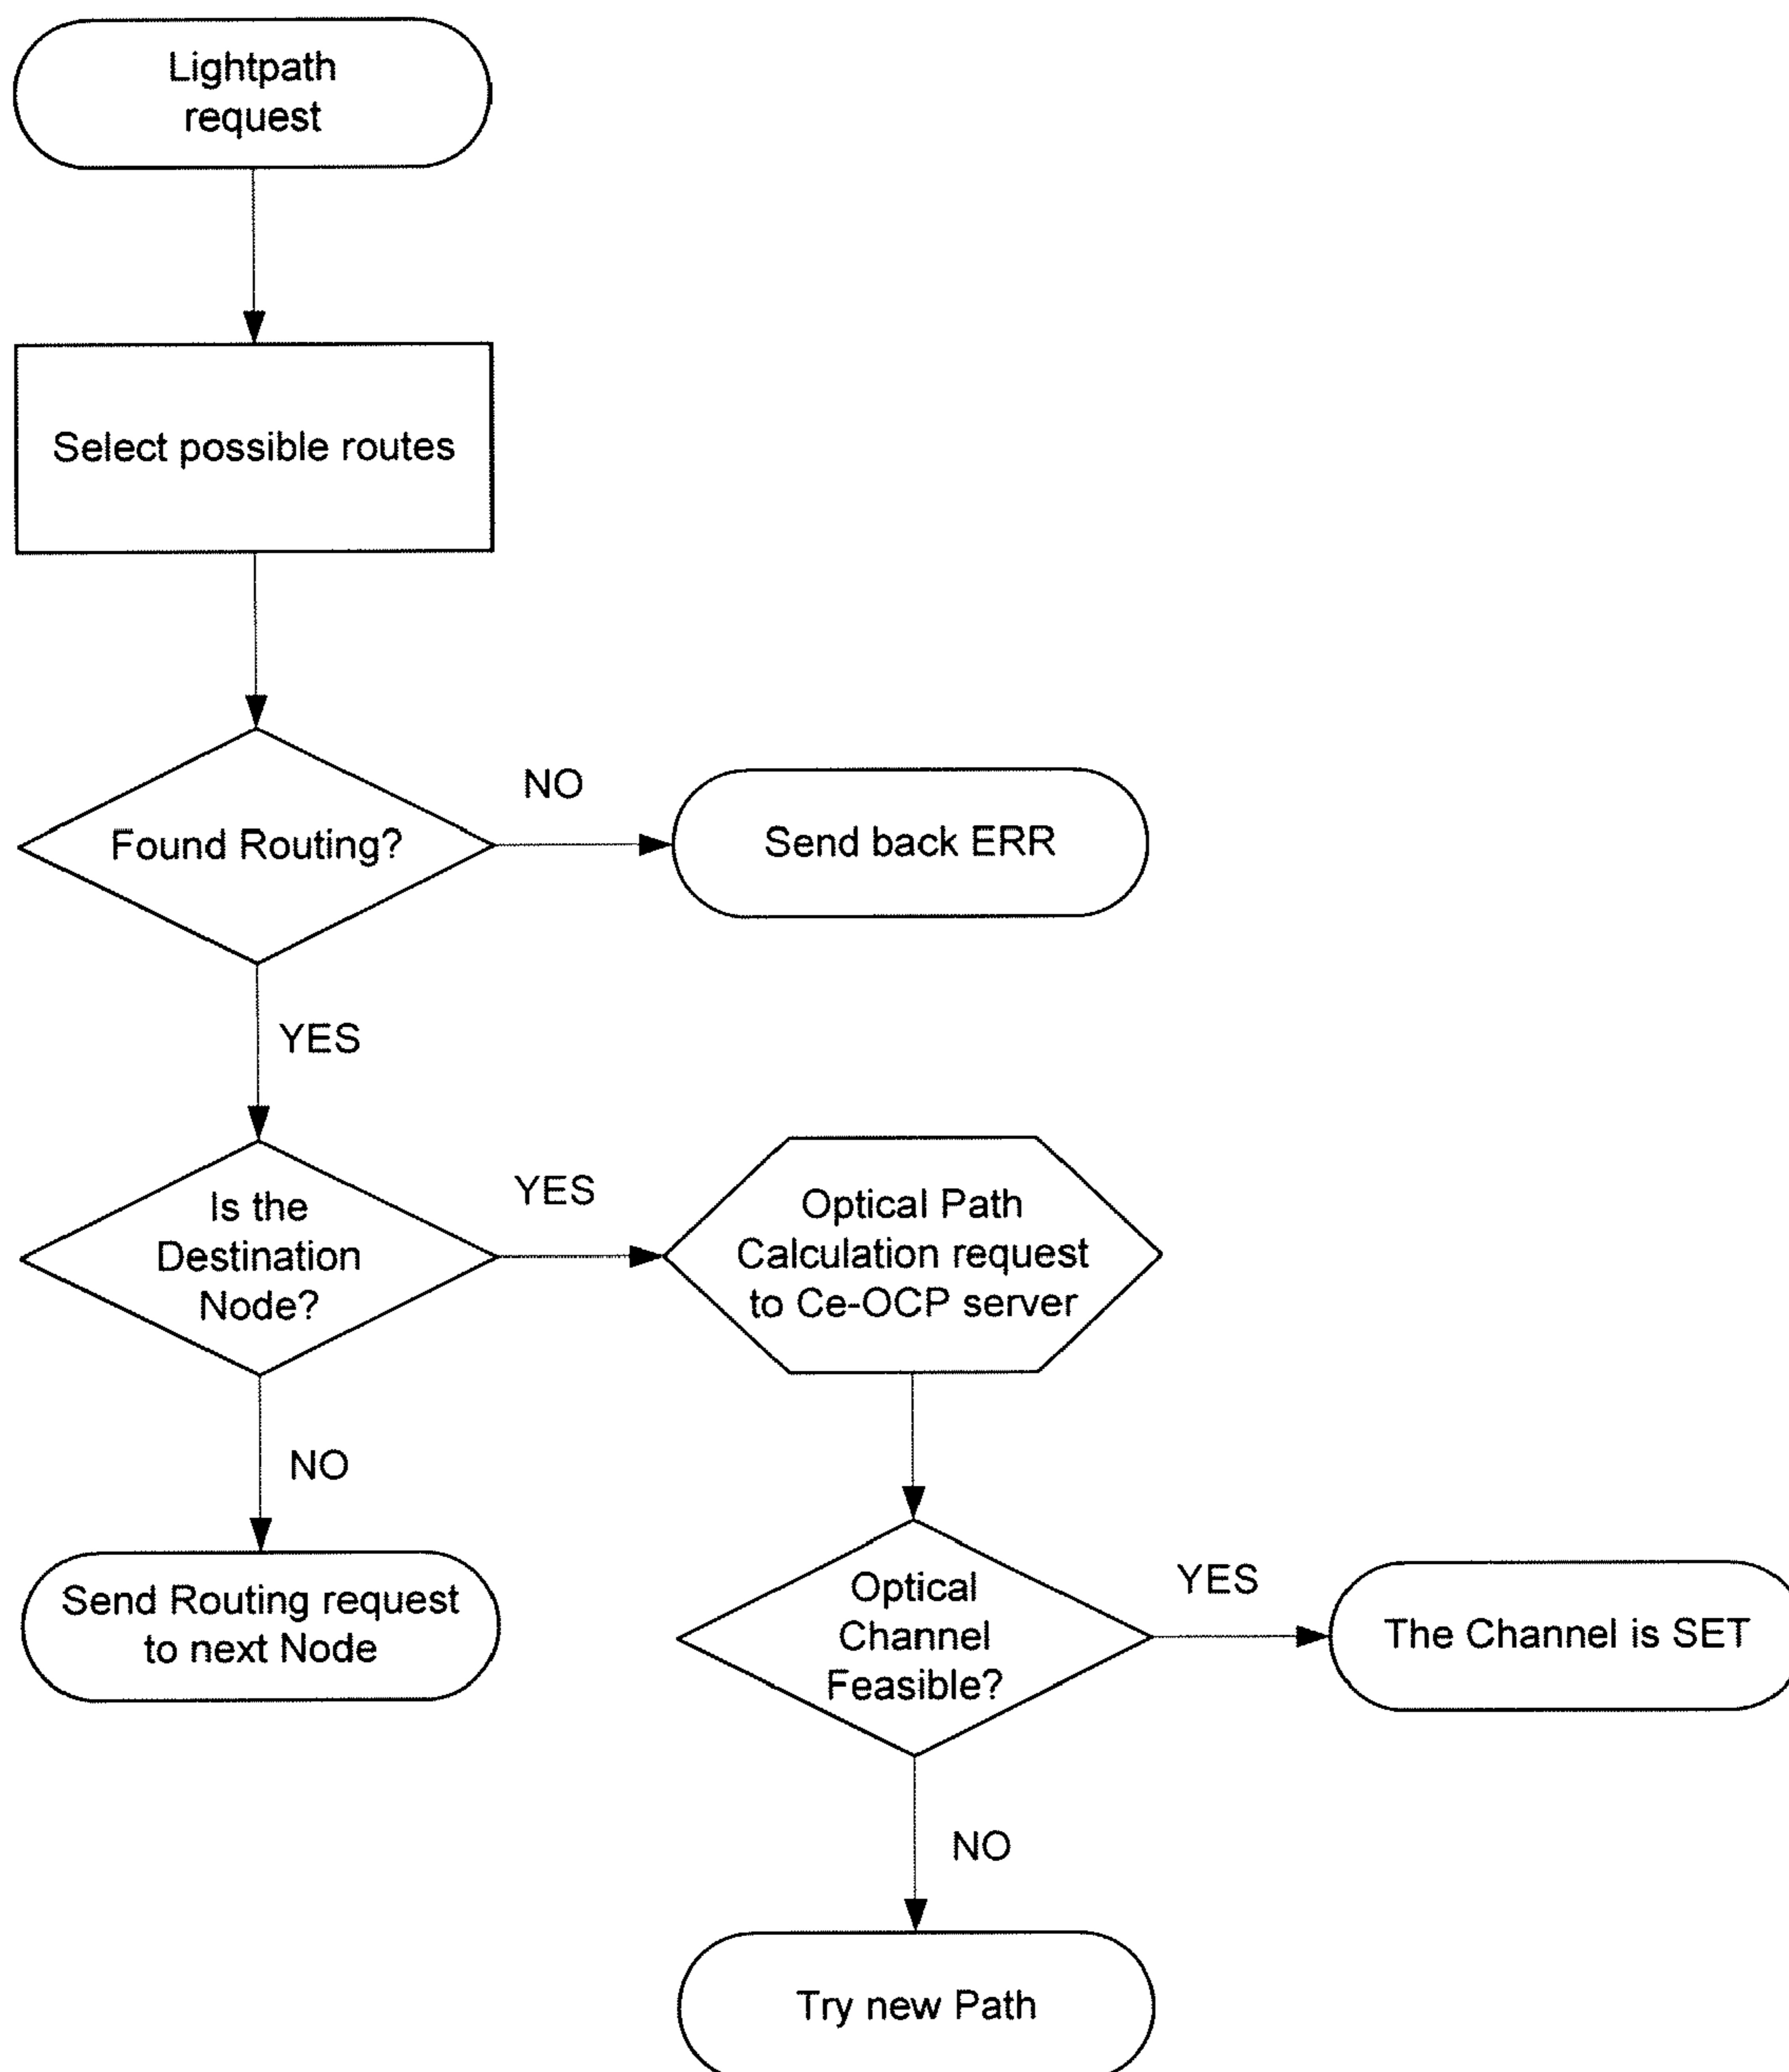 Lightpath
request
Select possible routes
Found Routing?
NO
Send back ERR
YES
Is the
Destination
Node?
YES
Optical Path
Calculation request
to Ce-OCP server
NO
Send Routing request
to next Node
Optical
Channel
Feasible?
YES
The Channel is SET
NO
Try new Path